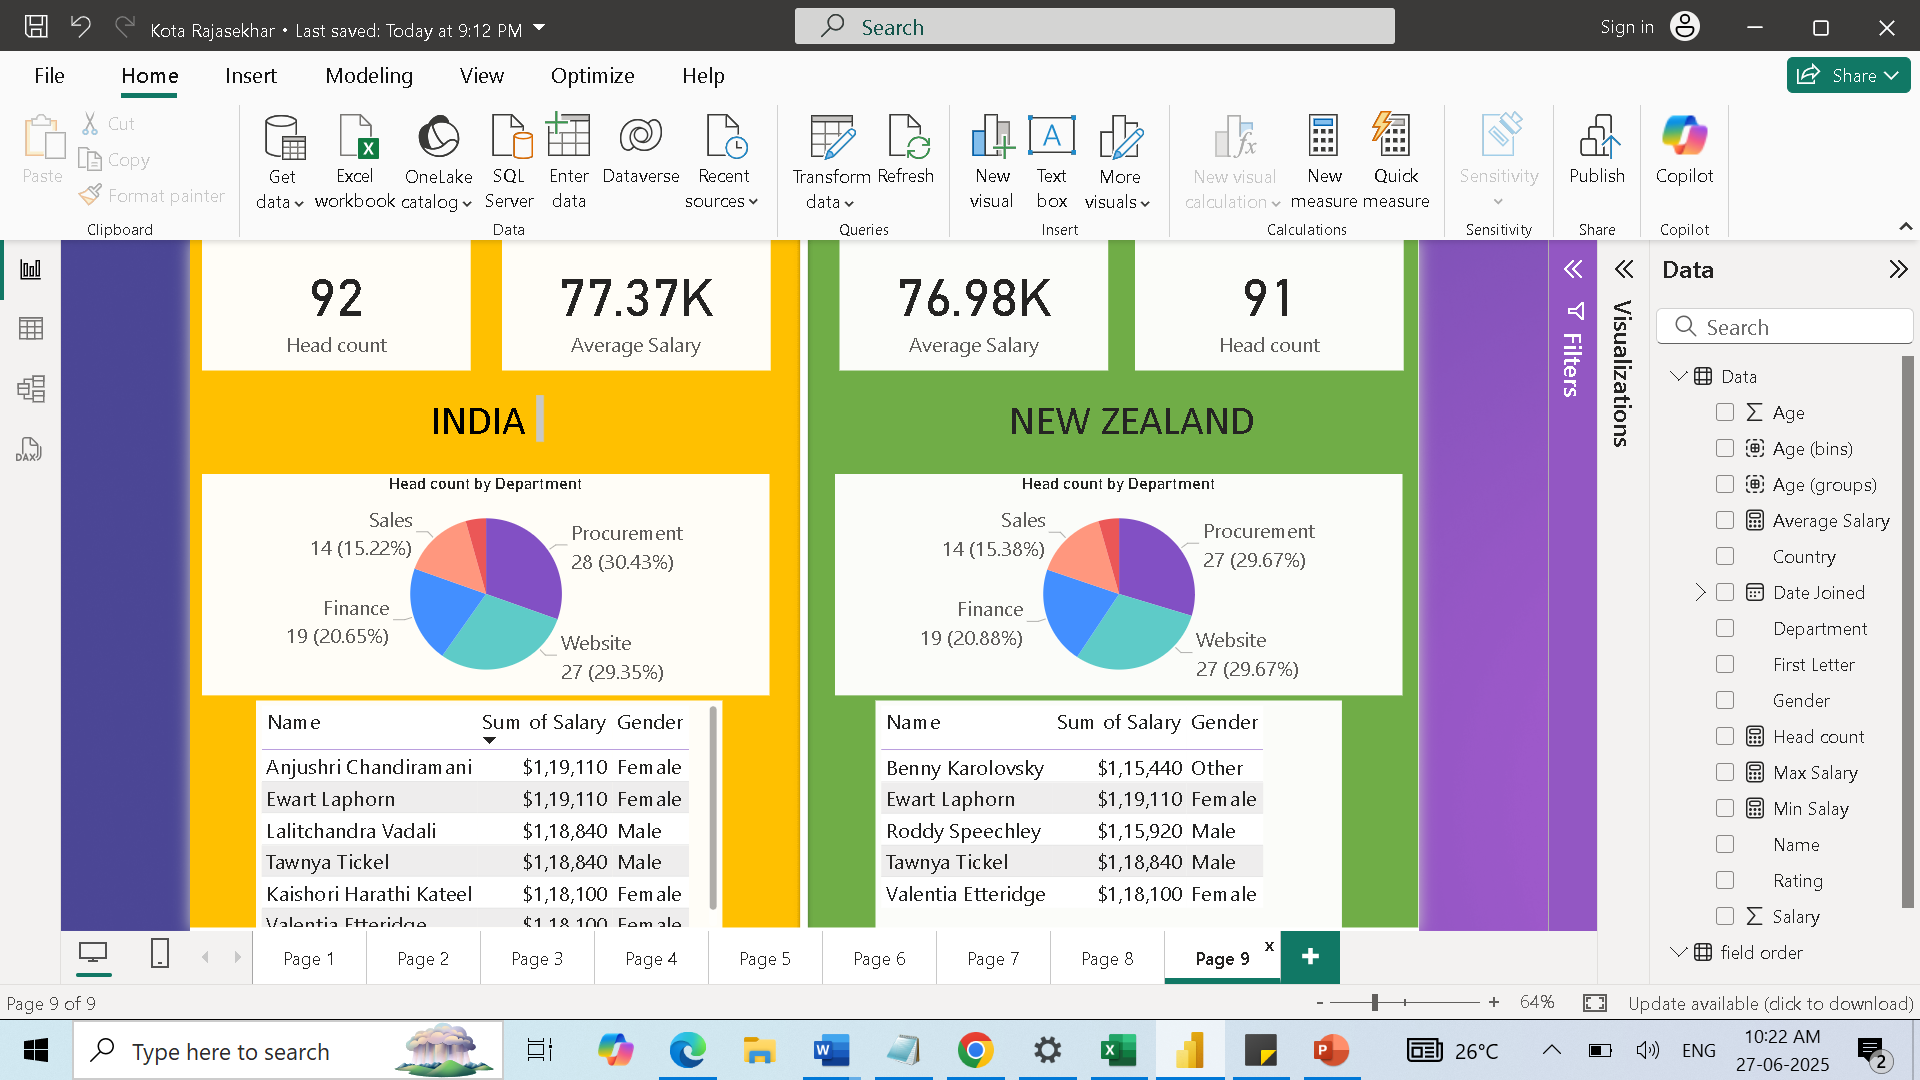 Kota Rajasekhar • Last saved: Today at 9:12 PM
Search
Sign in
File Home Insert Modeling View Optimize Help
Share
Paste
Cut
Copy
Format painter
Clipboard
Get data
Excel workbook
OneLake catalog
SQL Server
Enter data
Dataverse
Recent sources
Data
Transform data
Refresh
Queries
New visual
Text box
More visuals
Insert
New visual calculation
New measure
Quick measure
Calculations
Sensitivity
Sensitivity
Publish
Share
Copilot
Copilot
92
Head count
77.37K
Average Salary
76.98K
Average Salary
91
Head count
INDIA
NEW ZEALAND
Head count by Department
Sales
14 (15.22%)
Procurement
28 (30.43%)
Finance
19 (20.65%)
Website
27 (29.35%)
Head count by Department
Sales
14 (15.38%)
Procurement
27 (29.67%)
Finance
19 (20.88%)
Website
27 (29.67%)
Name Sum of Salary Gender
Anjushri Chandiramani $1,19,110 Female
Ewart Laphorn $1,19,110 Female
Lalitchandra Vadali $1,18,840 Male
Tawnya Tickel $1,18,840 Male
Kaishori Harathi Kateel $1,18,100 Female
Valentia Etteridge $1,18,100 Female
Name Sum of Salary Gender
Benny Karolovsky $1,15,440 Other
Ewart Laphorn $1,19,110 Female
Roddy Speechley $1,15,920 Male
Tawnya Tickel $1,18,840 Male
Valentia Etteridge $1,18,100 Female
Filters
Visualizations
Data
Search
Data
Age
Age (bins)
Age (groups)
Average Salary
Country
Date Joined
Department
First Letter
Gender
Head count
Max Salary
Min Salay
Name
Rating
Salary
field order
DAX
Page 1 Page 2 Page 3 Page 4 Page 5 Page 6 Page 7 Page 8 Page 9 x
Page 9 of 9
- + 64%
Update available (click to download)
Type here to search
26°C
ENG
10:22 AM
27-06-2025
2